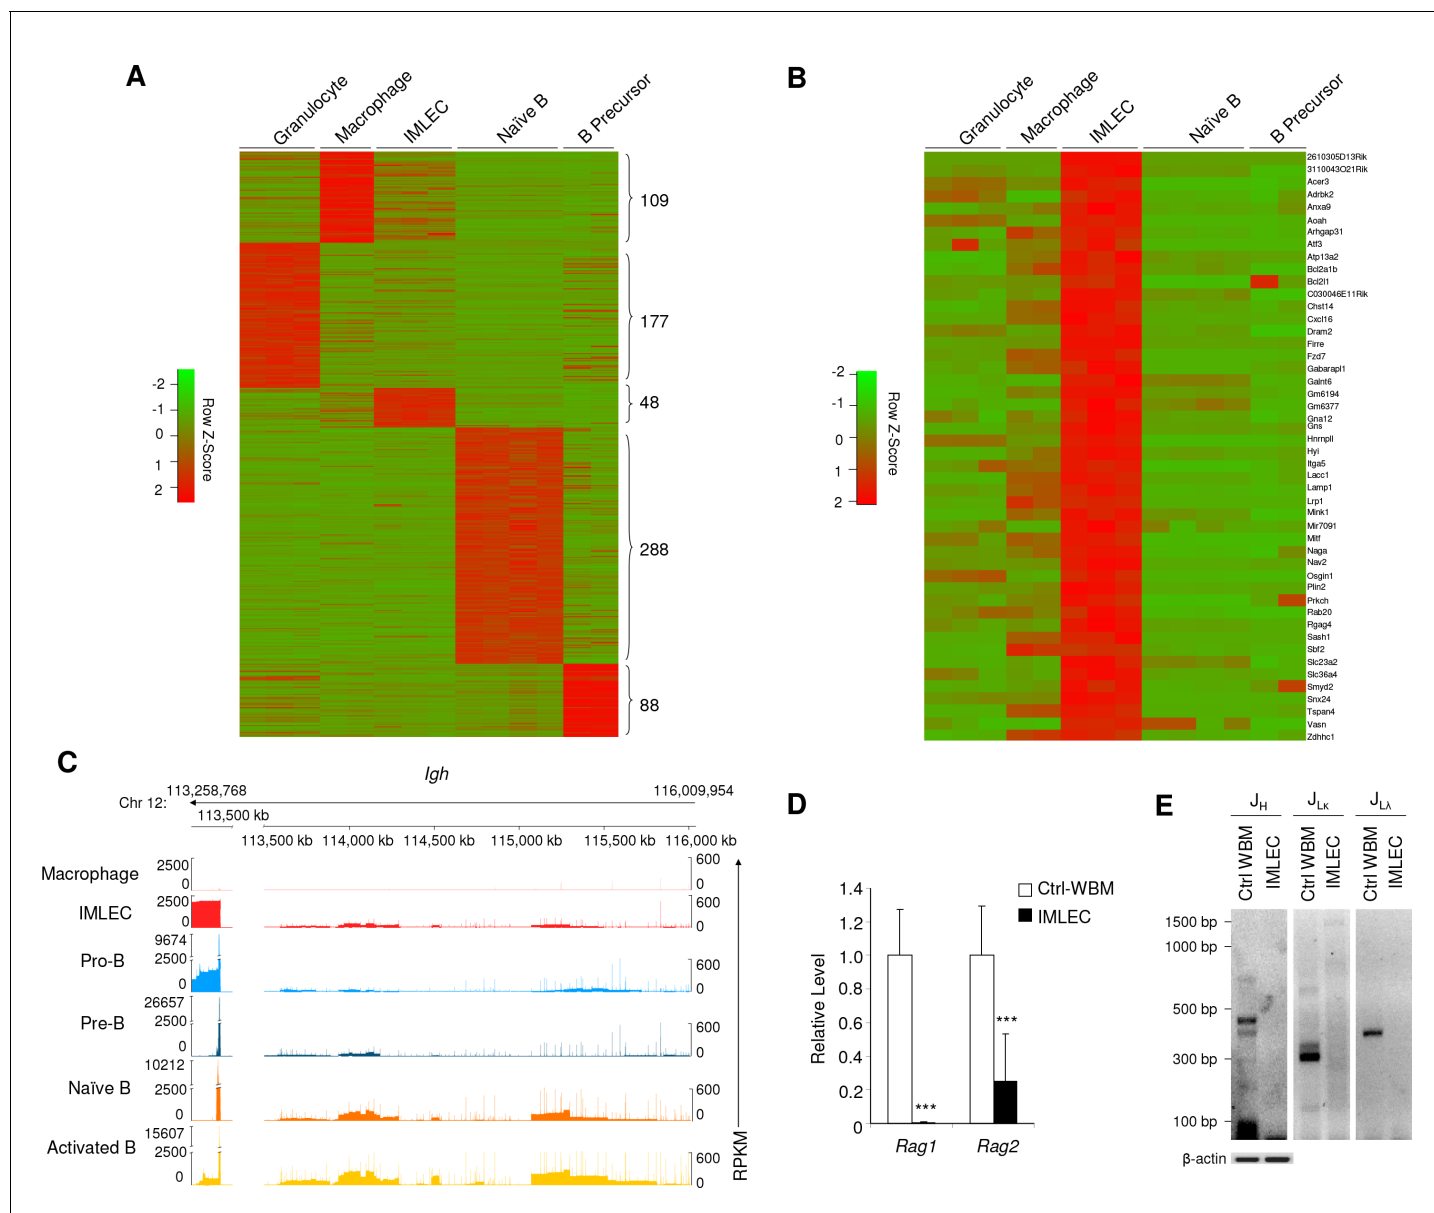 A
Granulocyte
Macrophage
IMLEC
Naïve B
B Precursor
109
177
48
288
88
-2
-1
0
1
2
Row Z-Score
B
Granulocyte
Macrophage
IMLEC
Naïve B
B Precursor
2610305D13Rik
3110043O21Rik
Acer3
Adrbk2
Anxa9
Aoah
Arhgap31
Atf3
Atp13a2
Bcl2a1b
Bcl2l1
C030046E11Rik
Chst14
Cxcl16
Dram2
Firre
Fzd7
Gabarapl1
Galnt6
Gm6194
Gm6377
Gna12
Gns
Hnrnpll
Hyi
Itga5
Lacc1
Lamp1
Lrp1
Mink1
Mir7091
Mitf
Naga
Nav2
Osgin1
Plin2
Prkch
Rab20
Rgag4
Sash1
Sbf2
Slc23a2
Slc36a4
Smyd2
Snx24
Tspan4
Vasn
Zdhhc1
-2
-1
0
1
2
Row Z-Score
C
Igh
113,258,768
116,009,954
Chr 12:
113,500 kb
113,500 kb 114,000 kb 114,500 kb 115,000 kb 115,500 kb 116,000 kb
Macrophage
2500
0
600
0
IMLEC
2500
0
600
0
Pro-B
9674
2500
0
600
0
Pre-B
26657
2500
0
600
0
Naïve B
10212
2500
0
600
0
Activated B
15607
2500
0
600
0
RPKM
D
Ctrl-WBM
IMLEC
1.4
1.2
1.0
0.8
0.6
0.4
0.2
0
Relative Level
***
***
Rag1
Rag2
E
JH
JLκ
JLλ
Ctrl WBM
IMLEC
Ctrl WBM
IMLEC
Ctrl WBM
IMLEC
1500 bp
1000 bp
500 bp
300 bp
100 bp
β-actin